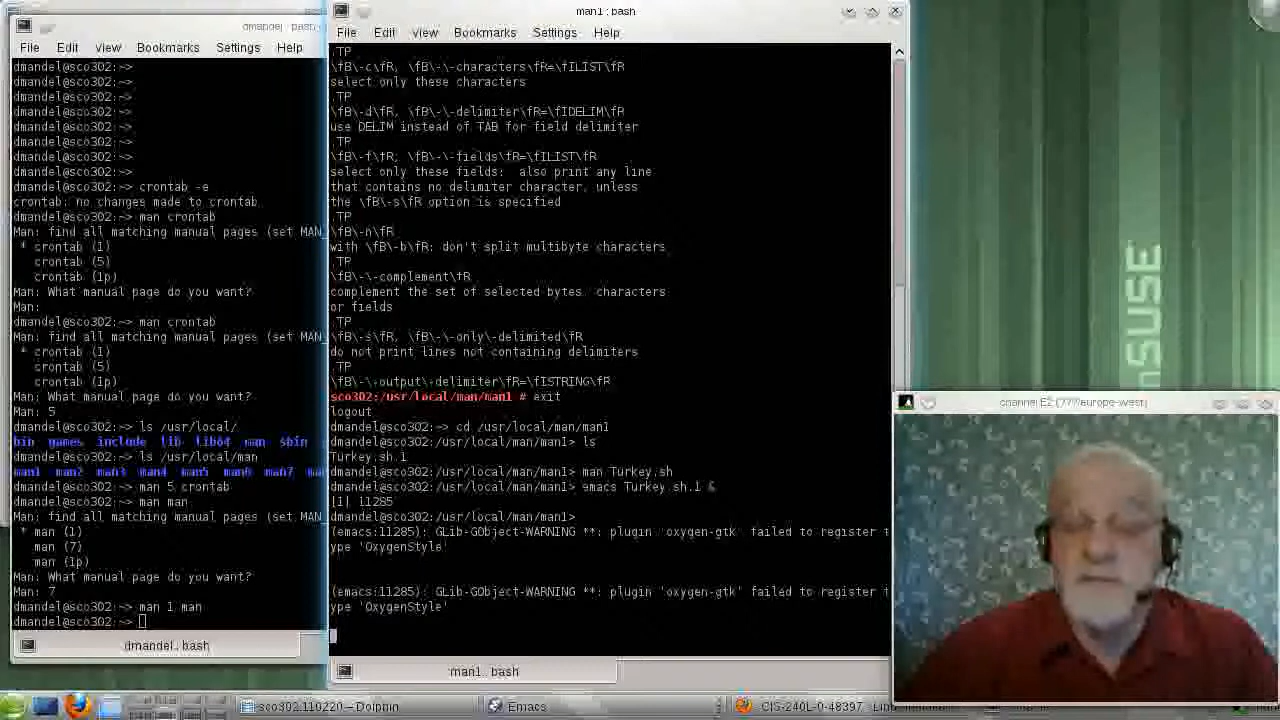 dmandel : bash
File Edit View Bookmarks Settings Help
dmandel@sco302:~>
dmandel@sco302:~>
dmandel@sco302:~>
dmandel@sco302:~>
dmandel@sco302:~>
dmandel@sco302:~>
dmandel@sco302:~>
dmandel@sco302:~>
dmandel@sco302:~> crontab -e
crontab: no changes made to crontab
dmandel@sco302:~> man crontab
Man: find all matching manual pages (set MAN_
* crontab (1)
crontab (5)
crontab (1p)
Man: What manual page do you want?
Man:
dmandel@sco302:~> man crontab
Man: find all matching manual pages (set MAN_
* crontab (1)
crontab (5)
crontab (1p)
Man: What manual page do you want?
Man: 5
dmandel@sco302:~> ls /usr/local/
bin games include lib lib64 man sbin
dmandel@sco302:~> ls /usr/local/man
man1 man2 man3 man4 man5 man6 man7 ma
dmandel@sco302:~> man 5 crontab
dmandel@sco302:~> man man
Man: find all matching manual pages (set MAN_
* man (1)
man (7)
man (1p)
Man: What manual page do you want?
Man: 7
dmandel@sco302:~> man 1 man
dmandel@sco302:~>
dmandel : bash
man1 : bash
File Edit View Bookmarks Settings Help
.TP
\fB\-c\fR, \fB\-\-characters\fR=\fILIST\fR
select only these characters
.TP
\fB\-d\fR, \fB\-\-delimiter\fR=\fIDELIM\fR
use DELIM instead of TAB for field delimiter
.TP
\fB\-f\fR, \fB\-\-fields\fR=\fILIST\fR
select only these fields: also print any line
that contains no delimiter character, unless
the \fB\-s\fR option is specified
.TP
\fB\-n\fR
with \fB\-b\fR: don't split multibyte characters
.TP
\fB\-\-complement\fR
complement the set of selected bytes, characters
or fields
.TP
\fB\-s\fR, \fB\-\-only\-delimited\fR
do not print lines not containing delimiters
.TP
\fB\-\-output\-delimiter\fR=\fISTRING\fR
sco302:/usr/local/man/man1 # exit
logout
dmandel@sco302:~> cd /usr/local/man/man1
dmandel@sco302:/usr/local/man/man1> ls
Turkey.sh.1
dmandel@sco302:/usr/local/man/man1> man Turkey.sh
dmandel@sco302:/usr/local/man/man1> emacs Turkey.sh.1 &
[1] 11285
dmandel@sco302:/usr/local/man/man1>
(emacs:11285): GLib-GObject-WARNING **: plugin 'oxygen-gtk' failed to register t
ype 'OxygenStyle'
(emacs:11285): GLib-GObject-WARNING **: plugin 'oxygen-gtk' failed to register t
ype 'OxygenStyle'
man1 : bash
nSUSE
channel E2 (???/europe-west)
sco302.110220 – Dolphin
Emacs
CIS-240L-0-48397